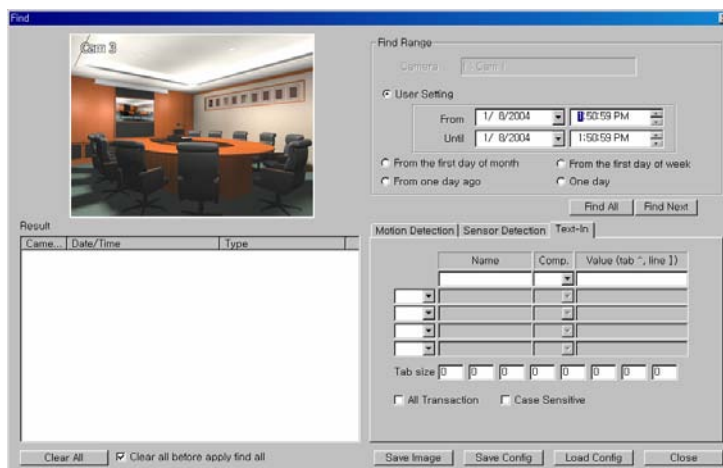 Find
Cam 3
Find Range
Camera
User Setting
From 1/ 8/2004 1:50:59 PM
Until 1/ 8/2004 1:50:59 PM
From the first day of month From the first day of week
From one day ago One day
Find All Find Next
Result
Came... Date/Time Type
Motion Detection Sensor Detection Text-In
Name Comp. Value (tab ^, line ])
Tab size 0 0 0 0 0 0 0 0
All Transaction Case Sensitive
Clear All Clear all before apply find all
Save Image Save Config Load Config Close